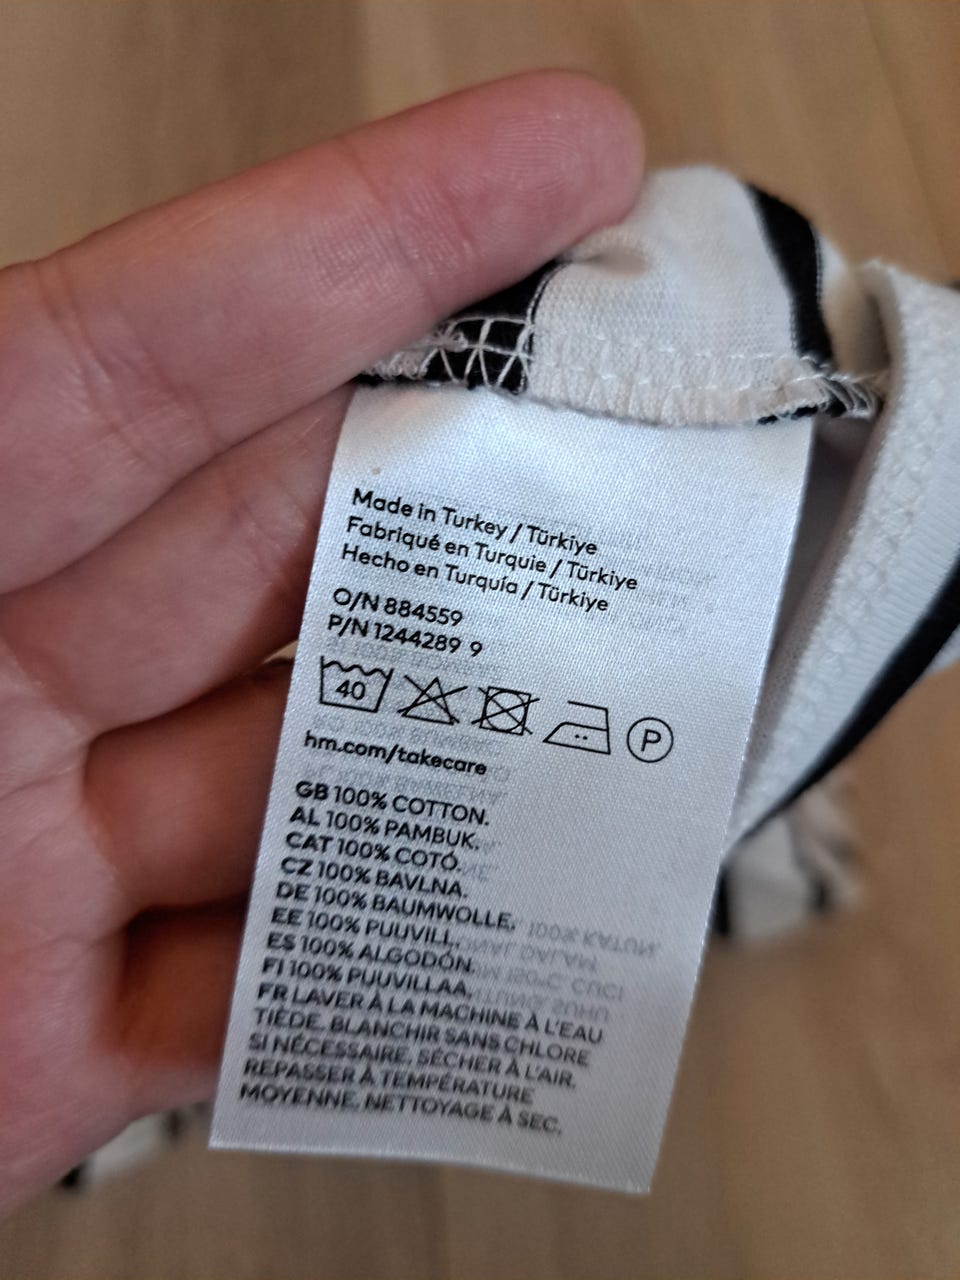 Made in Turkey / Türkiye
Fabriqué en Turquie / Türkiye
Hecho en Turquía / Türkiye
O/N 884559
P/N 1244289 9
40 P
hm.com/takecare
GB 100% COTTON.
AL 100% PAMBUK.
CAT 100% COTÓ.
CZ 100% BAVLNA.
DE 100% BAUMWOLLE.
EE 100% PUUVILL.
ES 100% ALGODÓN.
FI 100% PUUVILLAA.
FR LAVER À LA MACHINE À L'EAU
TIÈDE. BLANCHIR SANS CHLORE
SI NÉCESSAIRE. SÉCHER À L'AIR.
REPASSER À TEMPÉRATURE
MOYENNE. NETTOYAGE À SEC.